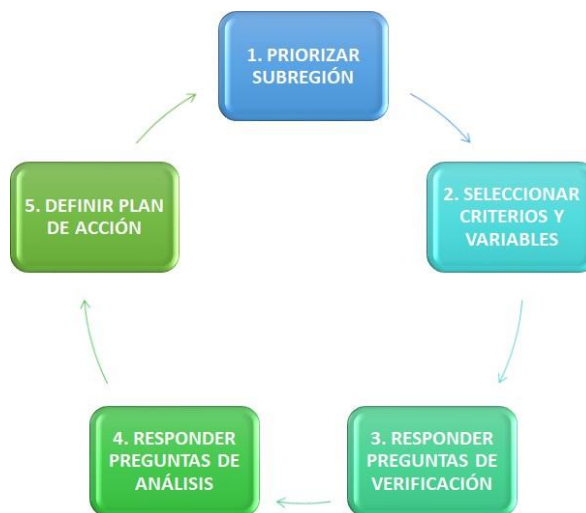 1. PRIORIZAR
SUBREGIÓN
2. SELECCIONAR
CRITERIOS Y
VARIABLES
3. RESPONDER
PREGUNTAS DE
VERIFICACIÓN
4. RESPONDER
PREGUNTAS DE
ANÁLISIS
5. DEFINIR PLAN
DE ACCIÓN